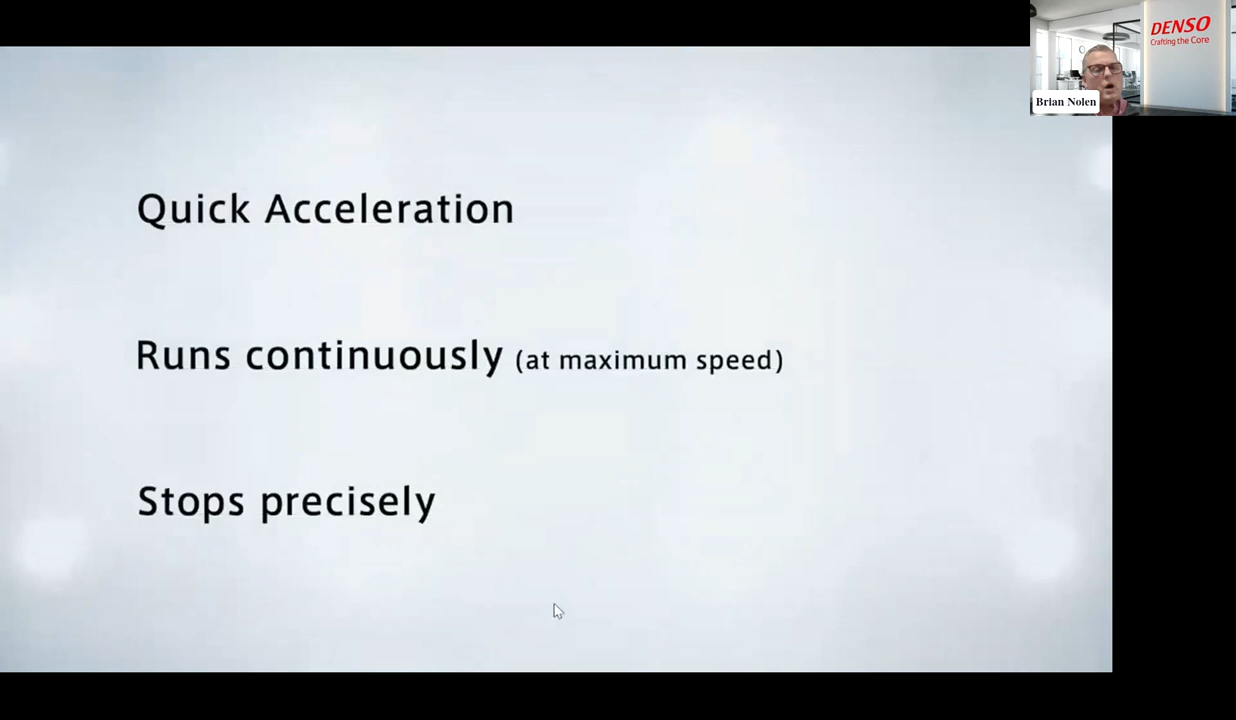 DENSO
Crafting the Core
Brian Nolen
Quick Acceleration
Runs continuously (at maximum speed)
Stops precisely